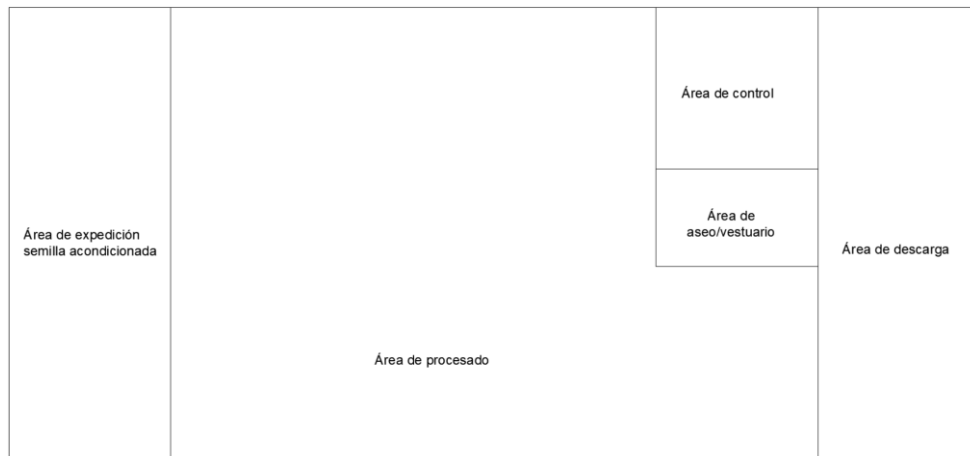 Área de control
Área de
aseo/vestuario
Área de expedición
semilla acondicionada
Área de descarga
Área de procesado